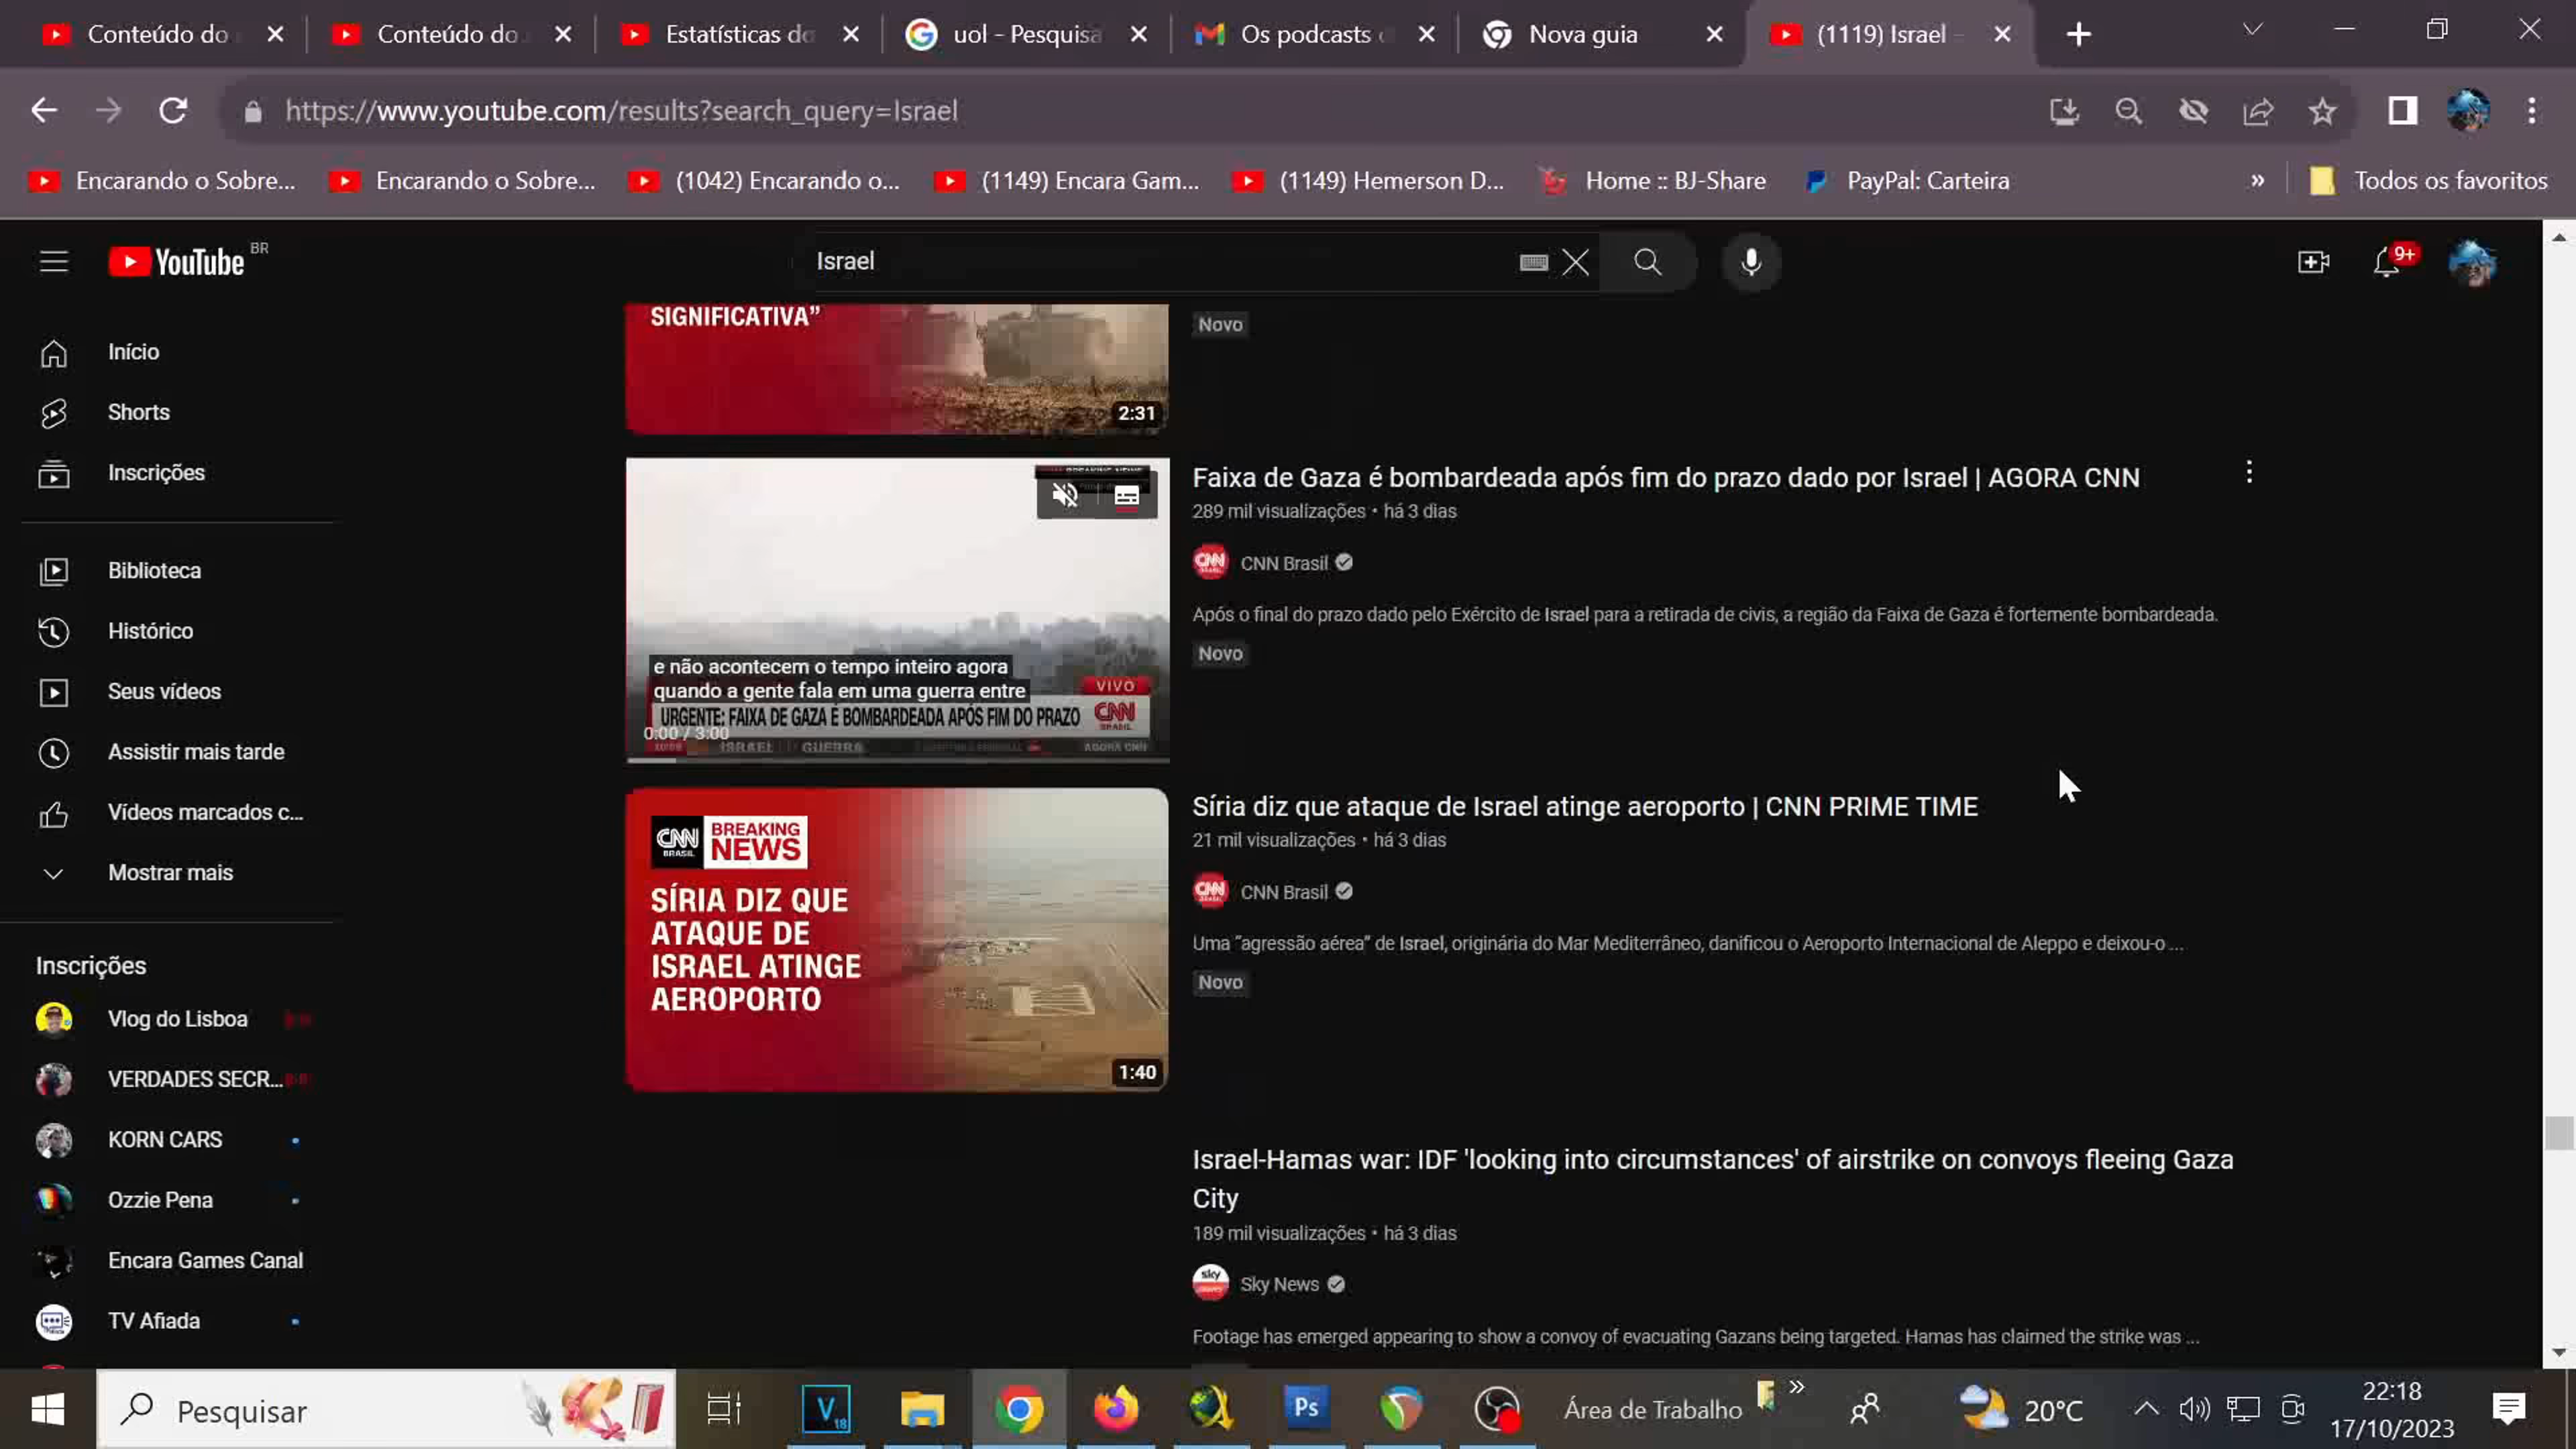 Conteúdo do
Conteúdo do
Estatísticas do
uol - Pesquisa
Os podcasts
Nova guia
(1119) Israel -
https://www.youtube.com/results?search_query=Israel
Encarando o Sobre...
Encarando o Sobre...
(1042) Encarando o...
(1149) Encara Gam...
(1149) Hemerson D...
Home :: BJ-Share
PayPal: Carteira
»
Todos os favoritos
YouTube BR
Israel
9+
Início
Shorts
Inscrições
Biblioteca
Histórico
Seus vídeos
Assistir mais tarde
Vídeos marcados c...
Mostrar mais
Inscrições
Vlog do Lisboa
VERDADES SECR...
KORN CARS
Ozzie Pena
Encara Games Canal
TV Afiada
SIGNIFICATIVA”
2:31
Novo
e não acontecem o tempo inteiro agora
quando a gente fala em uma guerra entre
VIVO
URGENTE: FAIXA DE GAZA É BOMBARDEADA APÓS FIM DO PRAZO
CNN BRASIL
0:00 / 3:00
ISRAEL GUERRA
AGORA CNN
Faixa de Gaza é bombardeada após fim do prazo dado por Israel | AGORA CNN
289 mil visualizações • há 3 dias
CNN Brasil
Após o final do prazo dado pelo Exército de Israel para a retirada de civis, a região da Faixa de Gaza é fortemente bombardeada.
Novo
CNN BRASIL
BREAKING
NEWS
SÍRIA DIZ QUE
ATAQUE DE
ISRAEL ATINGE
AEROPORTO
1:40
Síria diz que ataque de Israel atinge aeroporto | CNN PRIME TIME
21 mil visualizações • há 3 dias
CNN Brasil
Uma “agressão aérea” de Israel, originária do Mar Mediterrâneo, danificou o Aeroporto Internacional de Aleppo e deixou-o ...
Novo
Israel-Hamas war: IDF 'looking into circumstances' of airstrike on convoys fleeing Gaza
City
189 mil visualizações • há 3 dias
sky
Sky News
Footage has emerged appearing to show a convoy of evacuating Gazans being targeted. Hamas has claimed the strike was ...
Pesquisar
V 18
Ps
Área de Trabalho
»
20°C
22:18
17/10/2023